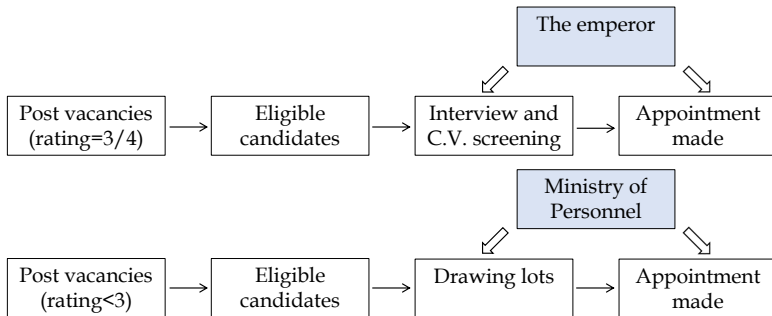 The emperor
Post vacancies
(rating=3/4)
Eligible
candidates
Interview and
C.V. screening
Appointment
made
Ministry of
Personnel
Post vacancies
(rating<3)
Eligible
candidates
Drawing lots
Appointment
made